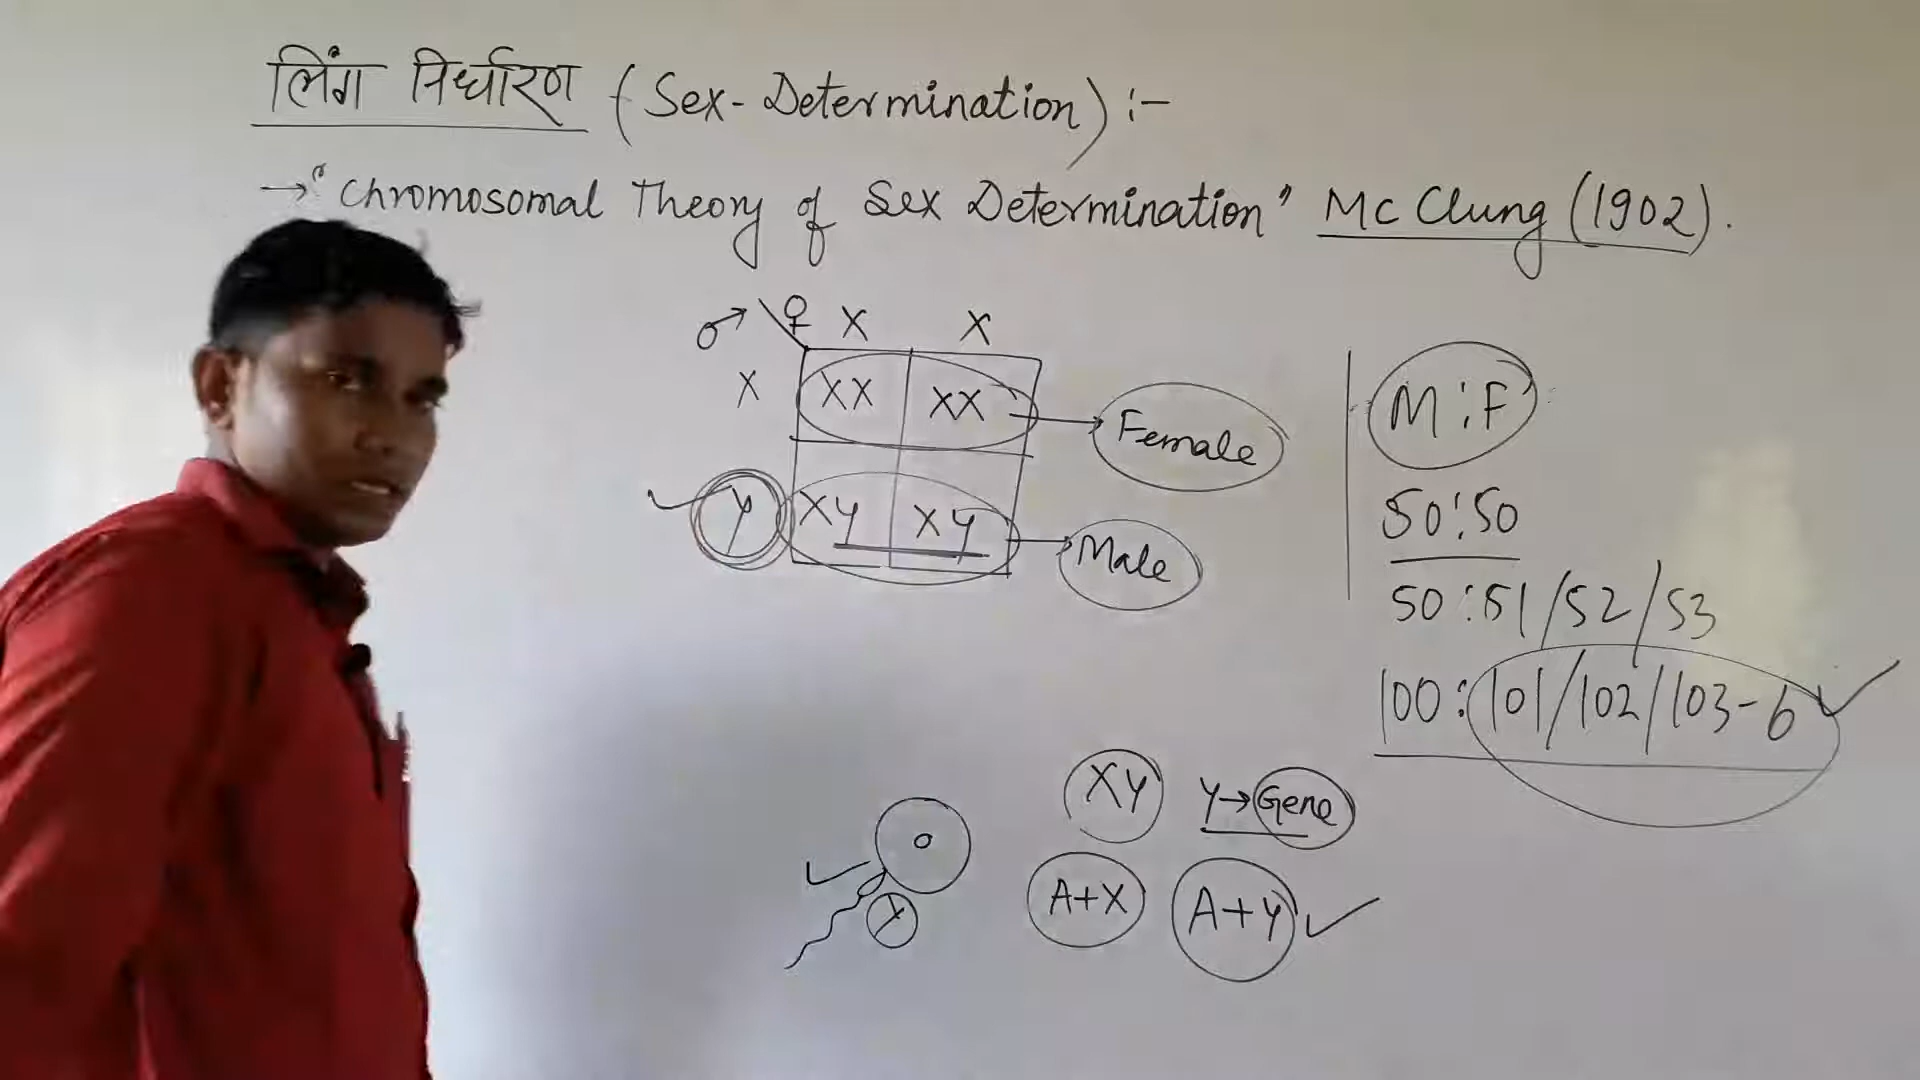 लिंग निर्धारण (Sex-Determination) :-
→ "Chromosomal Theory of Sex Determination" Mc Clung (1902).
♂ ♀ X X
X XX XX → Female
Y XY XY → Male
M:F
50:50
50:51/52/53
100:101/102/103-6
XY Y→Gene
A+X A+Y
Y